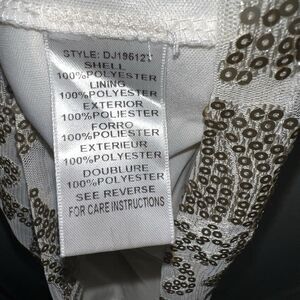 STYLE: DJ19612
SHELL
100%POLYESTER
LINING
100%POLYESTER
EXTERIOR
100%POLIESTER
FORRO
100%POLIESTER
EXTERIEUR
100%POLYESTER
DOUBLURE
100%POLYESTER
SEE REVERSE
FOR CARE INSTRUCTIONS